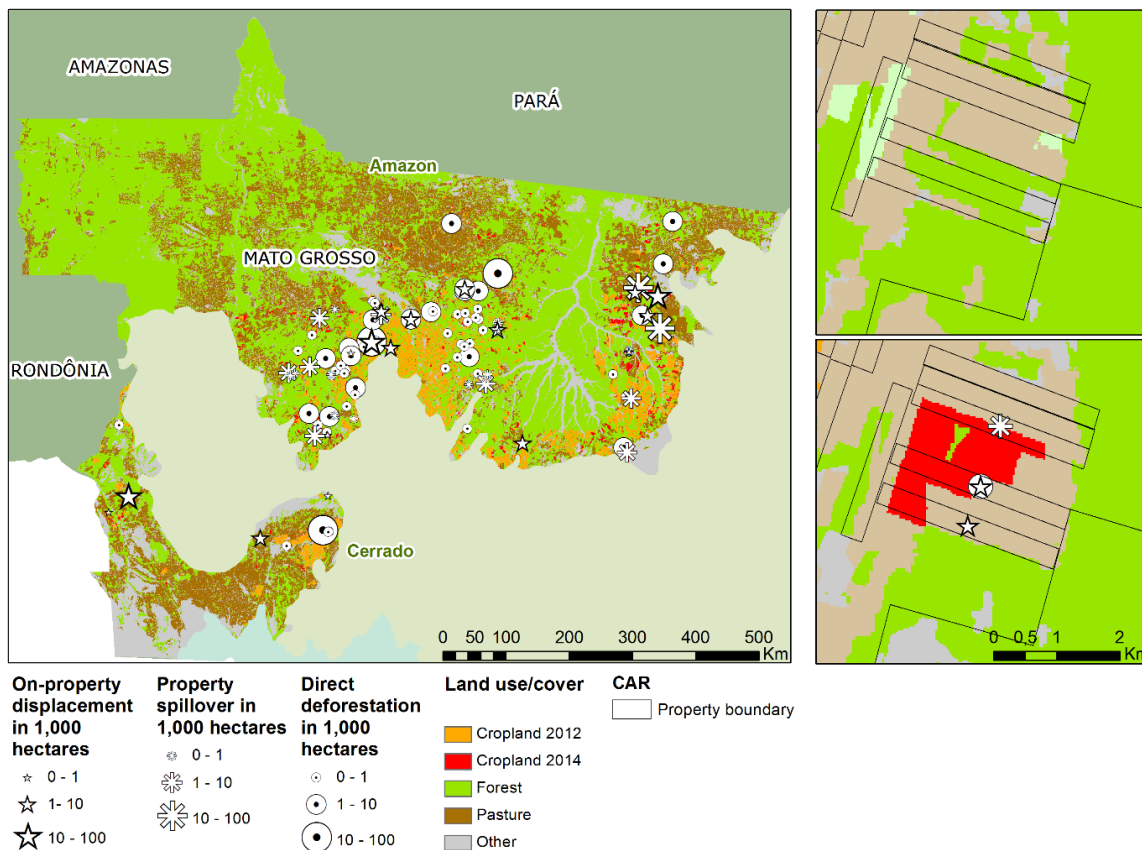 AMAZONAS
PARÁ
Amazon
MATO GROSSO
RONDÔNIA
Cerrado
0 50 100 200 300 400 500
Km
0 0,5 1 2
Km
On-property
displacement
in 1,000
hectares
0 - 1
1- 10
10 - 100
Property
spillover in
1,000 hectares
0 - 1
1 - 10
10 - 100
Direct
deforestation
in 1,000
hectares
0 - 1
1 - 10
10 - 100
Land use/cover
Cropland 2012
Cropland 2014
Forest
Pasture
Other
CAR
Property boundary